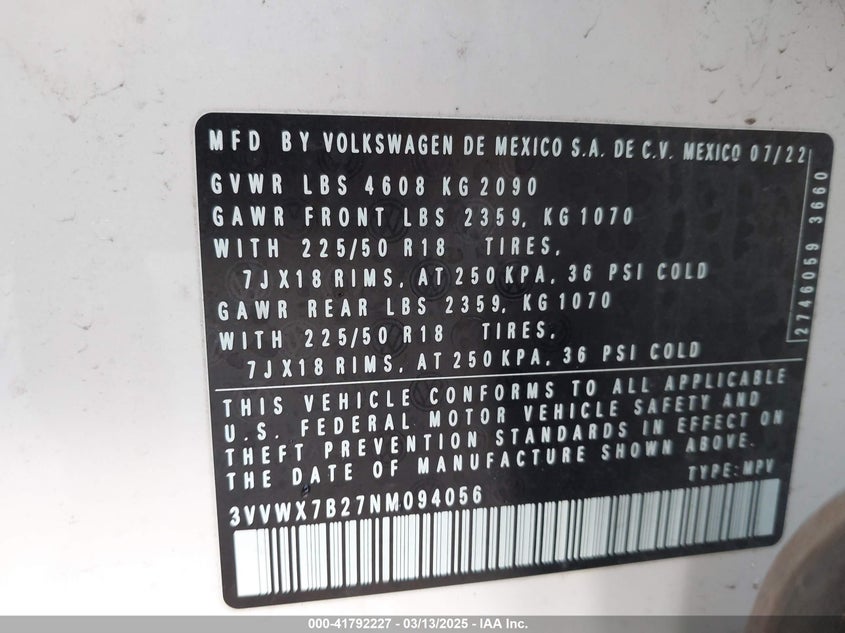 MFD BY VOLKSWAGEN DE MEXICO S.A. DE C.V. MEXICO 07/22
GVWR LBS 4608 KG 2090
GAWR FRONT LBS 2359, KG 1070
WITH 225/50 R18 TIRES,
7JX18 RIMS, AT 250 KPA, 36 PSI COLD
GAWR REAR LBS 2359, KG 1070
WITH 225/50 R18 TIRES,
7JX18 RIMS, AT 250 KPA, 36 PSI COLD
2746059 3660
THIS VEHICLE CONFORMS TO ALL APPLICABLE
U.S. FEDERAL MOTOR VEHICLE SAFETY AND
THEFT PREVENTION STANDARDS IN EFFECT ON
THE DATE OF MANUFACTURE SHOWN ABOVE.
TYPE: MPV
3VVWX7B27NM094056
000-41792227 - 03/13/2025 - IAA Inc.